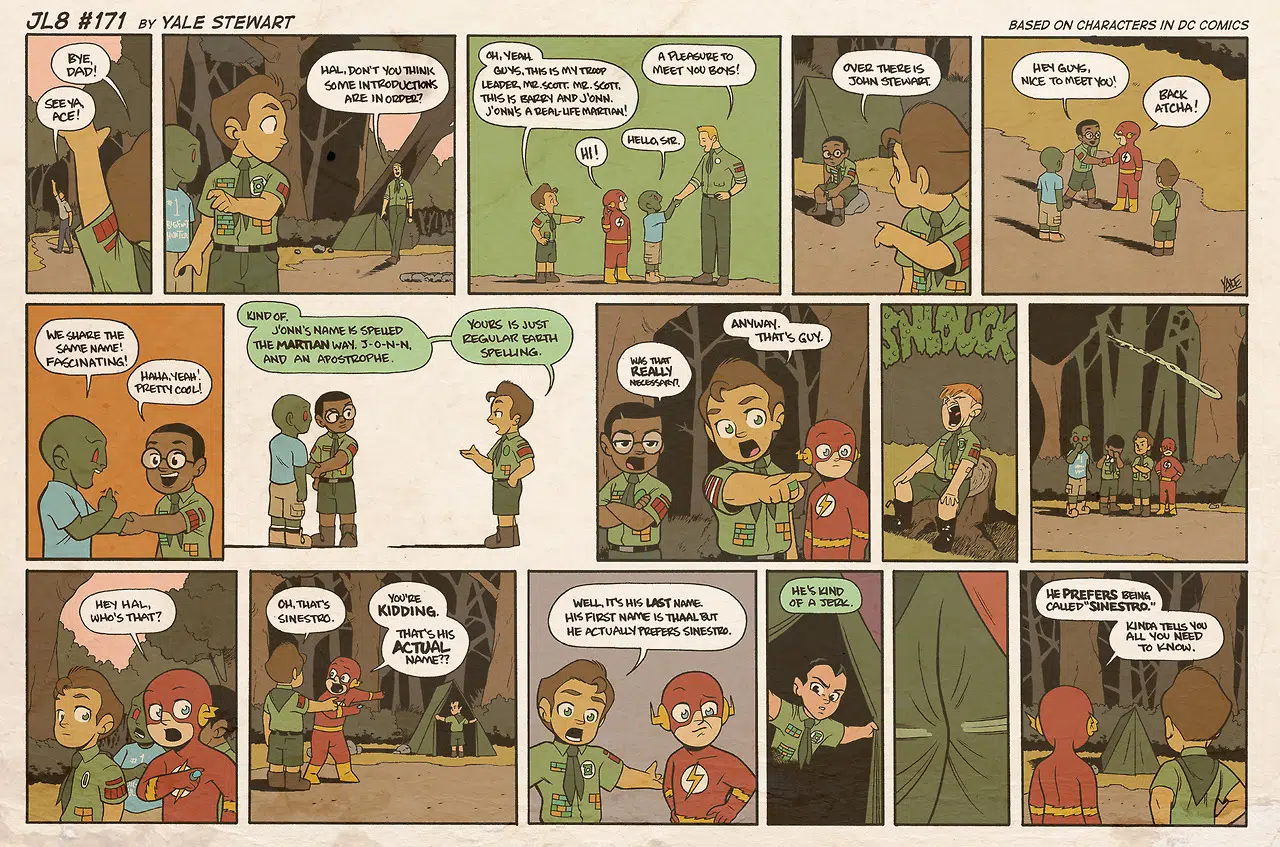 JL8 #171 BY YALE STEWART
BASED ON CHARACTERS IN DC COMICS
BYE,
DAD!
SEE YA,
ACE!
HAL, DON'T YOU THINK
SOME INTRODUCTIONS
ARE IN ORDER?
#1
BIGFOOT
HUNTER
OH, YEAH.
GUYS, THIS IS MY TROOP
LEADER, MR. SCOTT. MR. SCOTT,
THIS IS BARRY AND J'ONN.
J'ONN'S A REAL-LIFE MARTIAN!
HI!
HELLO, SIR.
A PLEASURE TO
MEET YOU BOYS!
OVER THERE IS
JOHN STEWART.
HEY GUYS,
NICE TO MEET YOU!
BACK
ATCHA!
YALE
WE SHARE THE
SAME NAME!
FASCINATING!
HAHA, YEAH!
PRETTY COOL!
KIND OF.
J'ONN'S NAME IS SPELLED
THE MARTIAN WAY. J-O-N-N,
AND AN APOSTROPHE.
YOURS IS JUST
REGULAR EARTH
SPELLING.
WAS THAT
REALLY
NECESSARY?
ANYWAY.
THAT'S GUY.
HEY HAL,
WHO'S THAT?
#1
OH, THAT'S
SINESTRO.
YOU'RE
KIDDING.
THAT'S HIS
ACTUAL
NAME??
WELL, IT'S HIS LAST NAME.
HIS FIRST NAME IS THAAL BUT
HE ACTUALLY PREFERS SINESTRO.
HE'S KIND
OF A JERK.
HE PREFERS BEING
CALLED "SINESTRO."
KINDA TELLS YOU
ALL YOU NEED
TO KNOW.